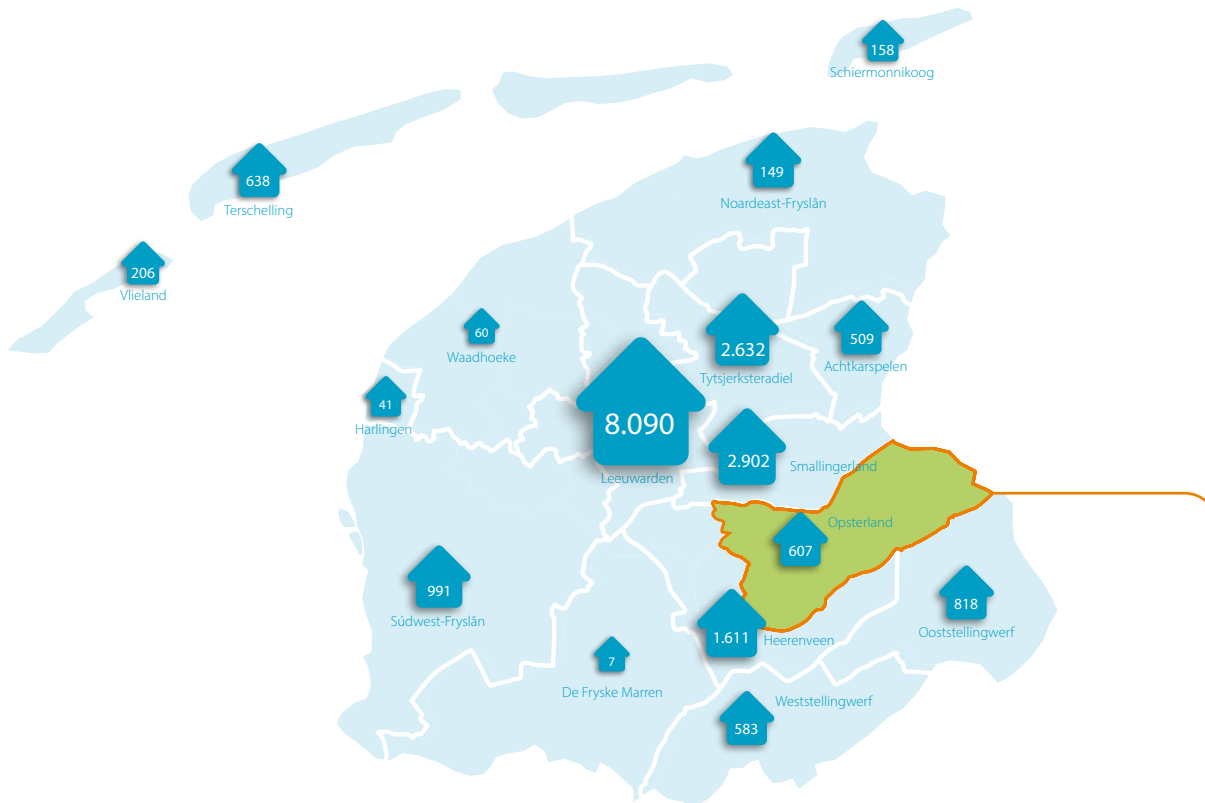 158
Schiermonnikoog
149
Noardeast-Fryslân
638
Terschelling
206
Vlieland
60
Waadhoeke
2.632
Tytsjerksteradiel
509
Achtkarspelen
41
Harlingen
8.090
Leeuwarden
2.902
Smallingerland
Opsterland
607
991
Súdwest-Fryslân
818
Ooststellingwerf
1.611
Heerenveen
7
De Fryske Marren
583
Weststellingwerf